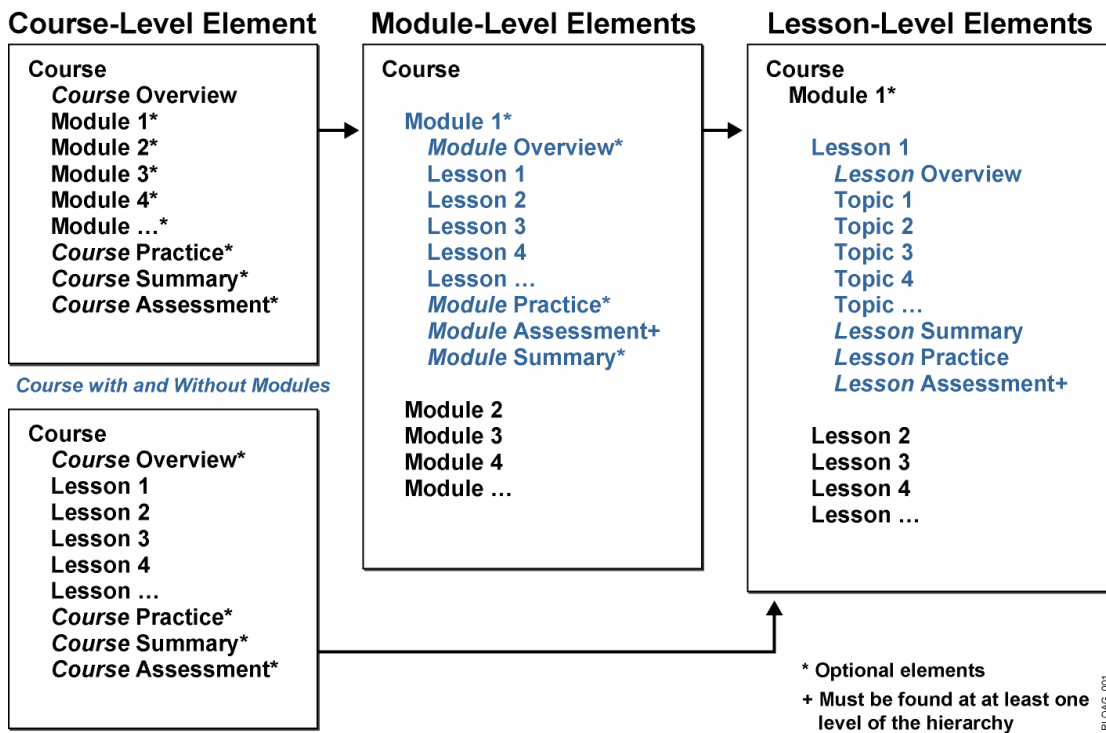 Course-Level Element
Course
Course Overview
Module 1*
Module 2*
Module 3*
Module 4*
Module …*
Course Practice*
Course Summary*
Course Assessment*
Course with and Without Modules
Course
Course Overview*
Lesson 1
Lesson 2
Lesson 3
Lesson 4
Lesson …
Course Practice*
Course Summary*
Course Assessment*
Module-Level Elements
Course
Module 1*
Module Overview*
Lesson 1
Lesson 2
Lesson 3
Lesson 4
Lesson …
Module Practice*
Module Assessment+
Module Summary*
Module 2
Module 3
Module 4
Module …
Lesson-Level Elements
Course
Module 1*
Lesson 1
Lesson Overview
Topic 1
Topic 2
Topic 3
Topic 4
Topic …
Lesson Summary
Lesson Practice
Lesson Assessment+
Lesson 2
Lesson 3
Lesson 4
Lesson …
* Optional elements
+ Must be found at at least one
level of the hierarchy